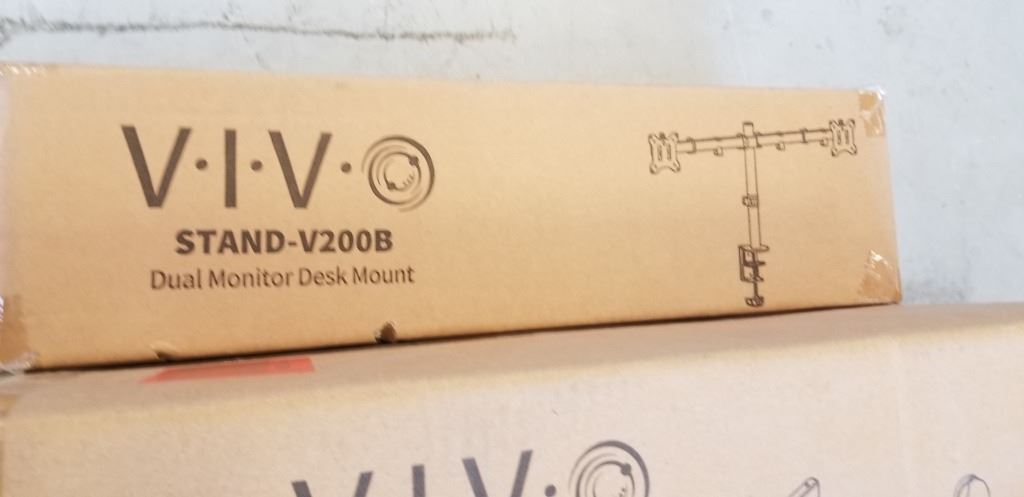 V·I·V·O
STAND-V200B
Dual Monitor Desk Mount
V·I·V·O